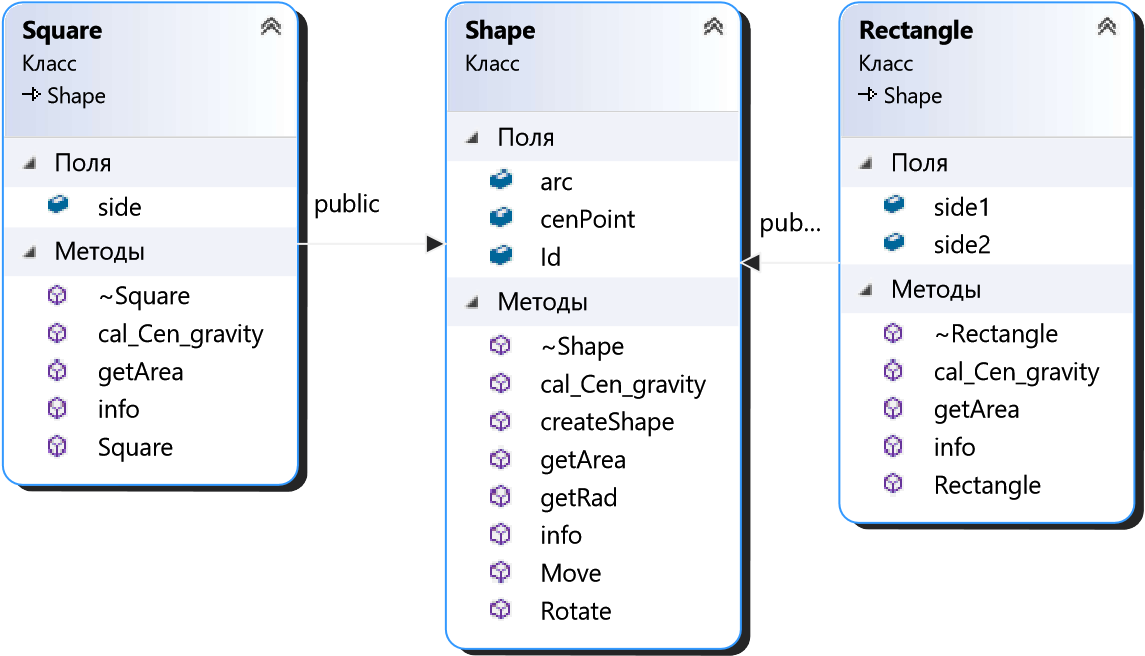 Square
Класс
Shape
Поля
side
Методы
~Square
cal_Cen_gravity
getArea
info
Square
public
Shape
Класс
Поля
arc
cenPoint
Id
Методы
~Shape
cal_Cen_gravity
createShape
getArea
getRad
info
Move
Rotate
pub...
Rectangle
Класс
Shape
Поля
side1
side2
Методы
~Rectangle
cal_Cen_gravity
getArea
info
Rectangle